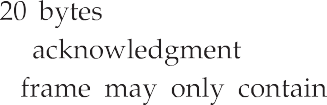 20 bytes
acknowledgment
frame may only contain